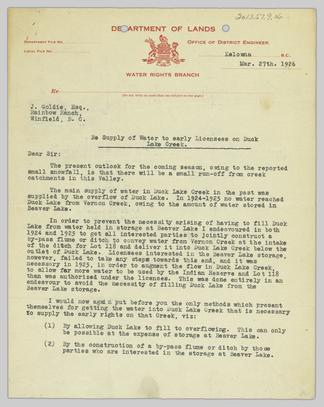 2013.57.9.06
DEPARTMENT OF LANDS
DEPARTMENT FILE NO.
OFFICE OF DISTRICT ENGINEER,
LOCAL FILE NO.
Kelowna B.C.
Mar. 27th. 1926
WATER RIGHTS BRANCH
Re
J. Goldie, Esq.,
Rainbow Ranch,
Winfield, B. C.
Re Supply of Water to early Licensees on Duck
Lake Creek.
Dear Sir:
The present outlook for the coming season, owing to the reported
small snowfall, is that there will be a small run-off from creek
catchments in this Valley.
The main supply of water in Duck Lake Creek in the past was
supplied by the overflow of Duck Lake. In 1924-1925 no water reached
Duck Lake from Vernon Creek, owing to the amount of water stored in
Beaver Lake.
In order to prevent the necessity arising of having to fill Duck
Lake from water held in storage at Beaver Lake I endeavoured in both
1924 and 1925 to get all interested parties to jointly construct a
by-pass flume or ditch to convey water from Vernon Creek at the intake
of the ditch for Lot 118 and deliver it into Duck Lake Creek below the
outlet of Duck Lake. Licensees interested in the Beaver Lake storage,
however, failed to take any steps towards this end, and it was
necessary in 1925, in order to augment the flow in Duck Lake Creek,
to allow far more water to be used by the Indian Reserve and Lot 118
than was authorised under the licenses. This was done entirely in an
endeavour to avoid the necessity of filling Duck Lake from the
Beaver Lake Storage.
I would now again put before you the only methods which present
themselves for getting the water into Duck Lake Creek that is necessary
to supply the early rights on that Creek, viz:
(1) By allowing Duck Lake to fill to overflowing. This can only
be possible at the expense of storage at Beaver Lake.
(2) By the construction of a by-pass flume or ditch by those
parties who are interested in the storage at Beaver Lake.